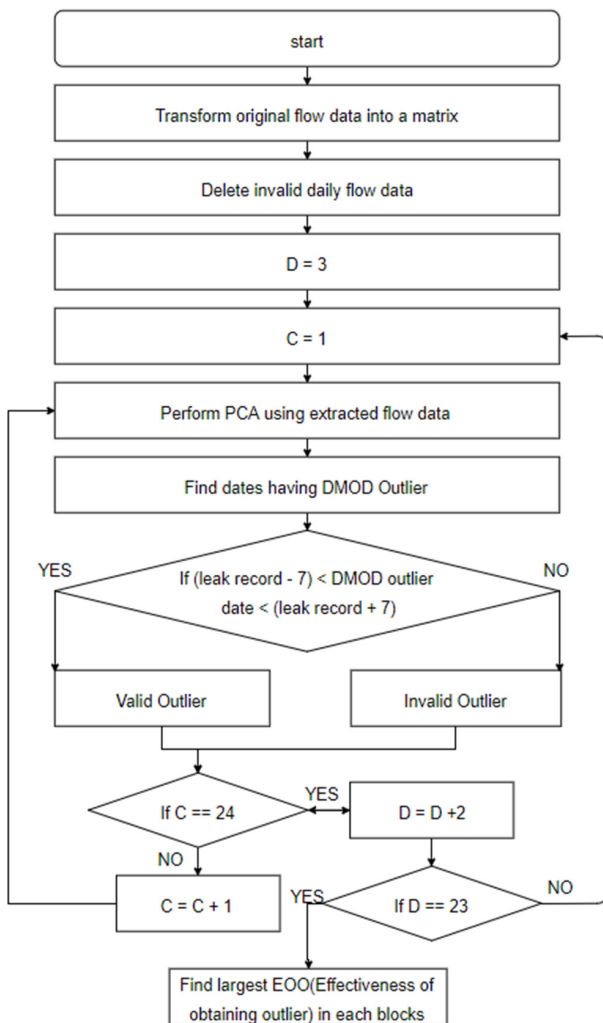 start
Transform original flow data into a matrix
Delete invalid daily flow data
D = 3
C = 1
Perform PCA using extracted flow data
Find dates having DMOD Outlier
YES
If (leak record - 7) < DMOD outlier
date < (leak record + 7)
NO
Valid Outlier
Invalid Outlier
If C == 24
YES
D = D +2
NO
C = C + 1
YES
If D == 23
NO
Find largest EOO(Effectiveness of
obtaining outlier) in each blocks